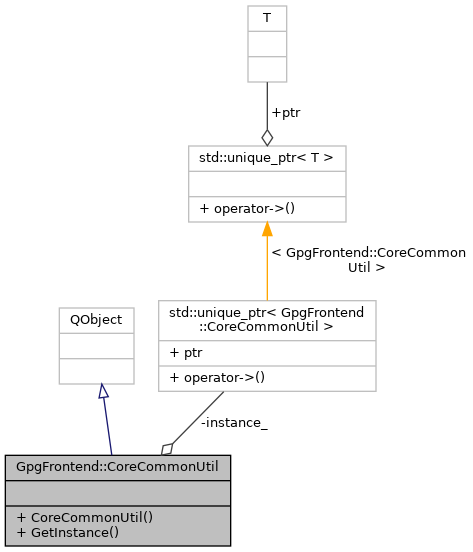 T
+ptr
std::unique_ptr< T >
+ operator->()
< GpgFrontend::CoreCommon
Util >
std::unique_ptr< GpgFrontend
::CoreCommonUtil >
+ ptr
+ operator->()
QObject
-instance_
GpgFrontend::CoreCommonUtil
+ CoreCommonUtil()
+ GetInstance()